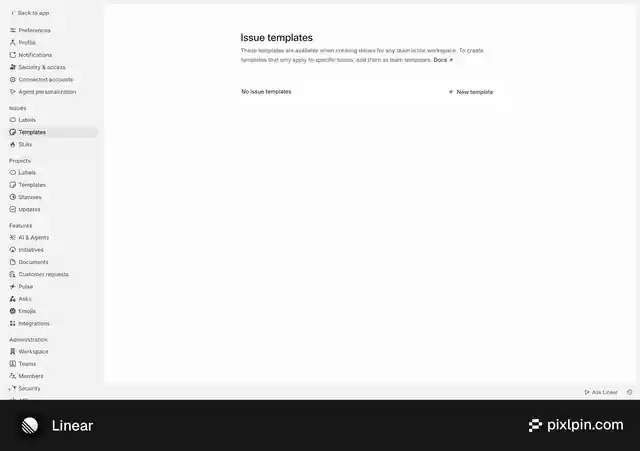 Back to app
Preferences
Profile
Notifications
Security & access
Connected accounts
Agent personalization
Issues
Labels
Templates
SLAs
Projects
Labels
Templates
Statuses
Updates
Features
AI & Agents
Initiatives
Documents
Customer requests
Pulse
Asks
Emojis
Integrations
Administration
Workspace
Teams
Members
Security
Issue templates
These templates are available when creating issues for any team in the workspace. To create
templates that only apply to specific teams, add them as team templates. Docs ↗
No issue templates
+ New template
Ask Linear
Linear
pixlpin.com